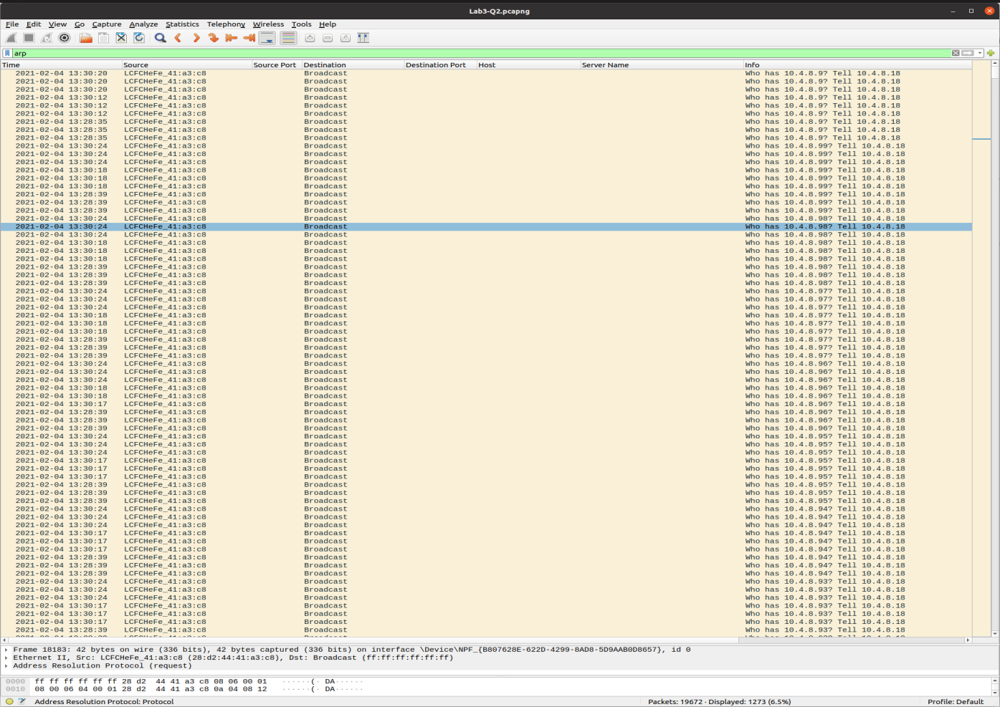 Lab3-Q2.pcapng
File Edit View Go Capture Analyze Statistics Telephony Wireless Tools Help
arp
Time Source Source Port Destination Destination Port Host Server Name Info
2021-02-04 13:30:20 LCFCHeFe_41:a3:c8 Broadcast Who has 10.4.8.9? Tell 10.4.8.18
2021-02-04 13:30:20 LCFCHeFe_41:a3:c8 Broadcast Who has 10.4.8.9? Tell 10.4.8.18
2021-02-04 13:30:20 LCFCHeFe_41:a3:c8 Broadcast Who has 10.4.8.9? Tell 10.4.8.18
2021-02-04 13:30:12 LCFCHeFe_41:a3:c8 Broadcast Who has 10.4.8.9? Tell 10.4.8.18
2021-02-04 13:30:12 LCFCHeFe_41:a3:c8 Broadcast Who has 10.4.8.9? Tell 10.4.8.18
2021-02-04 13:30:12 LCFCHeFe_41:a3:c8 Broadcast Who has 10.4.8.9? Tell 10.4.8.18
2021-02-04 13:28:35 LCFCHeFe_41:a3:c8 Broadcast Who has 10.4.8.9? Tell 10.4.8.18
2021-02-04 13:28:35 LCFCHeFe_41:a3:c8 Broadcast Who has 10.4.8.9? Tell 10.4.8.18
2021-02-04 13:28:35 LCFCHeFe_41:a3:c8 Broadcast Who has 10.4.8.9? Tell 10.4.8.18
2021-02-04 13:30:24 LCFCHeFe_41:a3:c8 Broadcast Who has 10.4.8.99? Tell 10.4.8.18
2021-02-04 13:30:24 LCFCHeFe_41:a3:c8 Broadcast Who has 10.4.8.99? Tell 10.4.8.18
2021-02-04 13:30:24 LCFCHeFe_41:a3:c8 Broadcast Who has 10.4.8.99? Tell 10.4.8.18
2021-02-04 13:30:18 LCFCHeFe_41:a3:c8 Broadcast Who has 10.4.8.99? Tell 10.4.8.18
2021-02-04 13:30:18 LCFCHeFe_41:a3:c8 Broadcast Who has 10.4.8.99? Tell 10.4.8.18
2021-02-04 13:30:18 LCFCHeFe_41:a3:c8 Broadcast Who has 10.4.8.99? Tell 10.4.8.18
2021-02-04 13:28:39 LCFCHeFe_41:a3:c8 Broadcast Who has 10.4.8.99? Tell 10.4.8.18
2021-02-04 13:28:39 LCFCHeFe_41:a3:c8 Broadcast Who has 10.4.8.99? Tell 10.4.8.18
2021-02-04 13:28:39 LCFCHeFe_41:a3:c8 Broadcast Who has 10.4.8.99? Tell 10.4.8.18
2021-02-04 13:30:24 LCFCHeFe_41:a3:c8 Broadcast Who has 10.4.8.98? Tell 10.4.8.18
2021-02-04 13:30:24 LCFCHeFe_41:a3:c8 Broadcast Who has 10.4.8.98? Tell 10.4.8.18
2021-02-04 13:30:24 LCFCHeFe_41:a3:c8 Broadcast Who has 10.4.8.98? Tell 10.4.8.18
2021-02-04 13:30:18 LCFCHeFe_41:a3:c8 Broadcast Who has 10.4.8.98? Tell 10.4.8.18
2021-02-04 13:30:18 LCFCHeFe_41:a3:c8 Broadcast Who has 10.4.8.98? Tell 10.4.8.18
2021-02-04 13:30:18 LCFCHeFe_41:a3:c8 Broadcast Who has 10.4.8.98? Tell 10.4.8.18
2021-02-04 13:28:39 LCFCHeFe_41:a3:c8 Broadcast Who has 10.4.8.98? Tell 10.4.8.18
2021-02-04 13:28:39 LCFCHeFe_41:a3:c8 Broadcast Who has 10.4.8.98? Tell 10.4.8.18
2021-02-04 13:28:39 LCFCHeFe_41:a3:c8 Broadcast Who has 10.4.8.98? Tell 10.4.8.18
2021-02-04 13:30:24 LCFCHeFe_41:a3:c8 Broadcast Who has 10.4.8.97? Tell 10.4.8.18
2021-02-04 13:30:24 LCFCHeFe_41:a3:c8 Broadcast Who has 10.4.8.97? Tell 10.4.8.18
2021-02-04 13:30:24 LCFCHeFe_41:a3:c8 Broadcast Who has 10.4.8.97? Tell 10.4.8.18
2021-02-04 13:30:18 LCFCHeFe_41:a3:c8 Broadcast Who has 10.4.8.97? Tell 10.4.8.18
2021-02-04 13:30:18 LCFCHeFe_41:a3:c8 Broadcast Who has 10.4.8.97? Tell 10.4.8.18
2021-02-04 13:30:18 LCFCHeFe_41:a3:c8 Broadcast Who has 10.4.8.97? Tell 10.4.8.18
2021-02-04 13:28:39 LCFCHeFe_41:a3:c8 Broadcast Who has 10.4.8.97? Tell 10.4.8.18
2021-02-04 13:28:39 LCFCHeFe_41:a3:c8 Broadcast Who has 10.4.8.97? Tell 10.4.8.18
2021-02-04 13:28:39 LCFCHeFe_41:a3:c8 Broadcast Who has 10.4.8.97? Tell 10.4.8.18
2021-02-04 13:30:24 LCFCHeFe_41:a3:c8 Broadcast Who has 10.4.8.96? Tell 10.4.8.18
2021-02-04 13:30:24 LCFCHeFe_41:a3:c8 Broadcast Who has 10.4.8.96? Tell 10.4.8.18
2021-02-04 13:30:24 LCFCHeFe_41:a3:c8 Broadcast Who has 10.4.8.96? Tell 10.4.8.18
2021-02-04 13:30:18 LCFCHeFe_41:a3:c8 Broadcast Who has 10.4.8.96? Tell 10.4.8.18
2021-02-04 13:30:18 LCFCHeFe_41:a3:c8 Broadcast Who has 10.4.8.96? Tell 10.4.8.18
2021-02-04 13:30:17 LCFCHeFe_41:a3:c8 Broadcast Who has 10.4.8.96? Tell 10.4.8.18
2021-02-04 13:28:39 LCFCHeFe_41:a3:c8 Broadcast Who has 10.4.8.96? Tell 10.4.8.18
2021-02-04 13:28:39 LCFCHeFe_41:a3:c8 Broadcast Who has 10.4.8.96? Tell 10.4.8.18
2021-02-04 13:28:39 LCFCHeFe_41:a3:c8 Broadcast Who has 10.4.8.96? Tell 10.4.8.18
2021-02-04 13:30:24 LCFCHeFe_41:a3:c8 Broadcast Who has 10.4.8.95? Tell 10.4.8.18
2021-02-04 13:30:24 LCFCHeFe_41:a3:c8 Broadcast Who has 10.4.8.95? Tell 10.4.8.18
2021-02-04 13:30:24 LCFCHeFe_41:a3:c8 Broadcast Who has 10.4.8.95? Tell 10.4.8.18
2021-02-04 13:30:17 LCFCHeFe_41:a3:c8 Broadcast Who has 10.4.8.95? Tell 10.4.8.18
2021-02-04 13:30:17 LCFCHeFe_41:a3:c8 Broadcast Who has 10.4.8.95? Tell 10.4.8.18
2021-02-04 13:30:17 LCFCHeFe_41:a3:c8 Broadcast Who has 10.4.8.95? Tell 10.4.8.18
2021-02-04 13:28:39 LCFCHeFe_41:a3:c8 Broadcast Who has 10.4.8.95? Tell 10.4.8.18
2021-02-04 13:28:39 LCFCHeFe_41:a3:c8 Broadcast Who has 10.4.8.95? Tell 10.4.8.18
2021-02-04 13:28:39 LCFCHeFe_41:a3:c8 Broadcast Who has 10.4.8.95? Tell 10.4.8.18
2021-02-04 13:30:24 LCFCHeFe_41:a3:c8 Broadcast Who has 10.4.8.94? Tell 10.4.8.18
2021-02-04 13:30:24 LCFCHeFe_41:a3:c8 Broadcast Who has 10.4.8.94? Tell 10.4.8.18
2021-02-04 13:30:24 LCFCHeFe_41:a3:c8 Broadcast Who has 10.4.8.94? Tell 10.4.8.18
2021-02-04 13:30:17 LCFCHeFe_41:a3:c8 Broadcast Who has 10.4.8.94? Tell 10.4.8.18
2021-02-04 13:30:17 LCFCHeFe_41:a3:c8 Broadcast Who has 10.4.8.94? Tell 10.4.8.18
2021-02-04 13:30:17 LCFCHeFe_41:a3:c8 Broadcast Who has 10.4.8.94? Tell 10.4.8.18
2021-02-04 13:28:39 LCFCHeFe_41:a3:c8 Broadcast Who has 10.4.8.94? Tell 10.4.8.18
2021-02-04 13:28:39 LCFCHeFe_41:a3:c8 Broadcast Who has 10.4.8.94? Tell 10.4.8.18
2021-02-04 13:28:39 LCFCHeFe_41:a3:c8 Broadcast Who has 10.4.8.94? Tell 10.4.8.18
2021-02-04 13:30:24 LCFCHeFe_41:a3:c8 Broadcast Who has 10.4.8.93? Tell 10.4.8.18
2021-02-04 13:30:24 LCFCHeFe_41:a3:c8 Broadcast Who has 10.4.8.93? Tell 10.4.8.18
2021-02-04 13:30:24 LCFCHeFe_41:a3:c8 Broadcast Who has 10.4.8.93? Tell 10.4.8.18
2021-02-04 13:30:17 LCFCHeFe_41:a3:c8 Broadcast Who has 10.4.8.93? Tell 10.4.8.18
2021-02-04 13:30:17 LCFCHeFe_41:a3:c8 Broadcast Who has 10.4.8.93? Tell 10.4.8.18
2021-02-04 13:30:17 LCFCHeFe_41:a3:c8 Broadcast Who has 10.4.8.93? Tell 10.4.8.18
2021-02-04 13:28:39 LCFCHeFe_41:a3:c8 Broadcast Who has 10.4.8.93? Tell 10.4.8.18
Frame 18183: 42 bytes on wire (336 bits), 42 bytes captured (336 bits) on interface \Device\NPF_{B807628E-622D-4299-8AD8-5D9AAB0D8657}, id 0
Ethernet II, Src: LCFCHeFe_41:a3:c8 (28:d2:44:41:a3:c8), Dst: Broadcast (ff:ff:ff:ff:ff:ff)
Address Resolution Protocol (request)
0000 ff ff ff ff ff ff 28 d2 44 41 a3 c8 08 06 00 01 ······(· DA······
0010 08 00 06 04 00 01 28 d2 44 41 a3 c8 0a 04 08 12 ······(· DA······
Address Resolution Protocol: Protocol Packets: 19672 · Displayed: 1273 (6.5%) Profile: Default